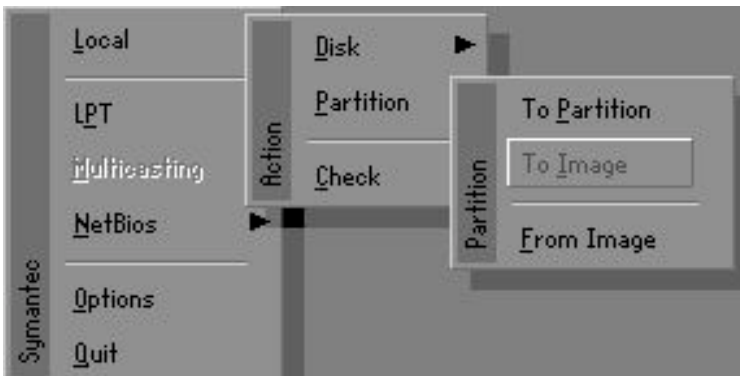 Symantec
Local
LPT
Multicasting
NetBios
Options
Quit
Action
Disk
Partition
Check
Partition
To Partition
To Image
From Image